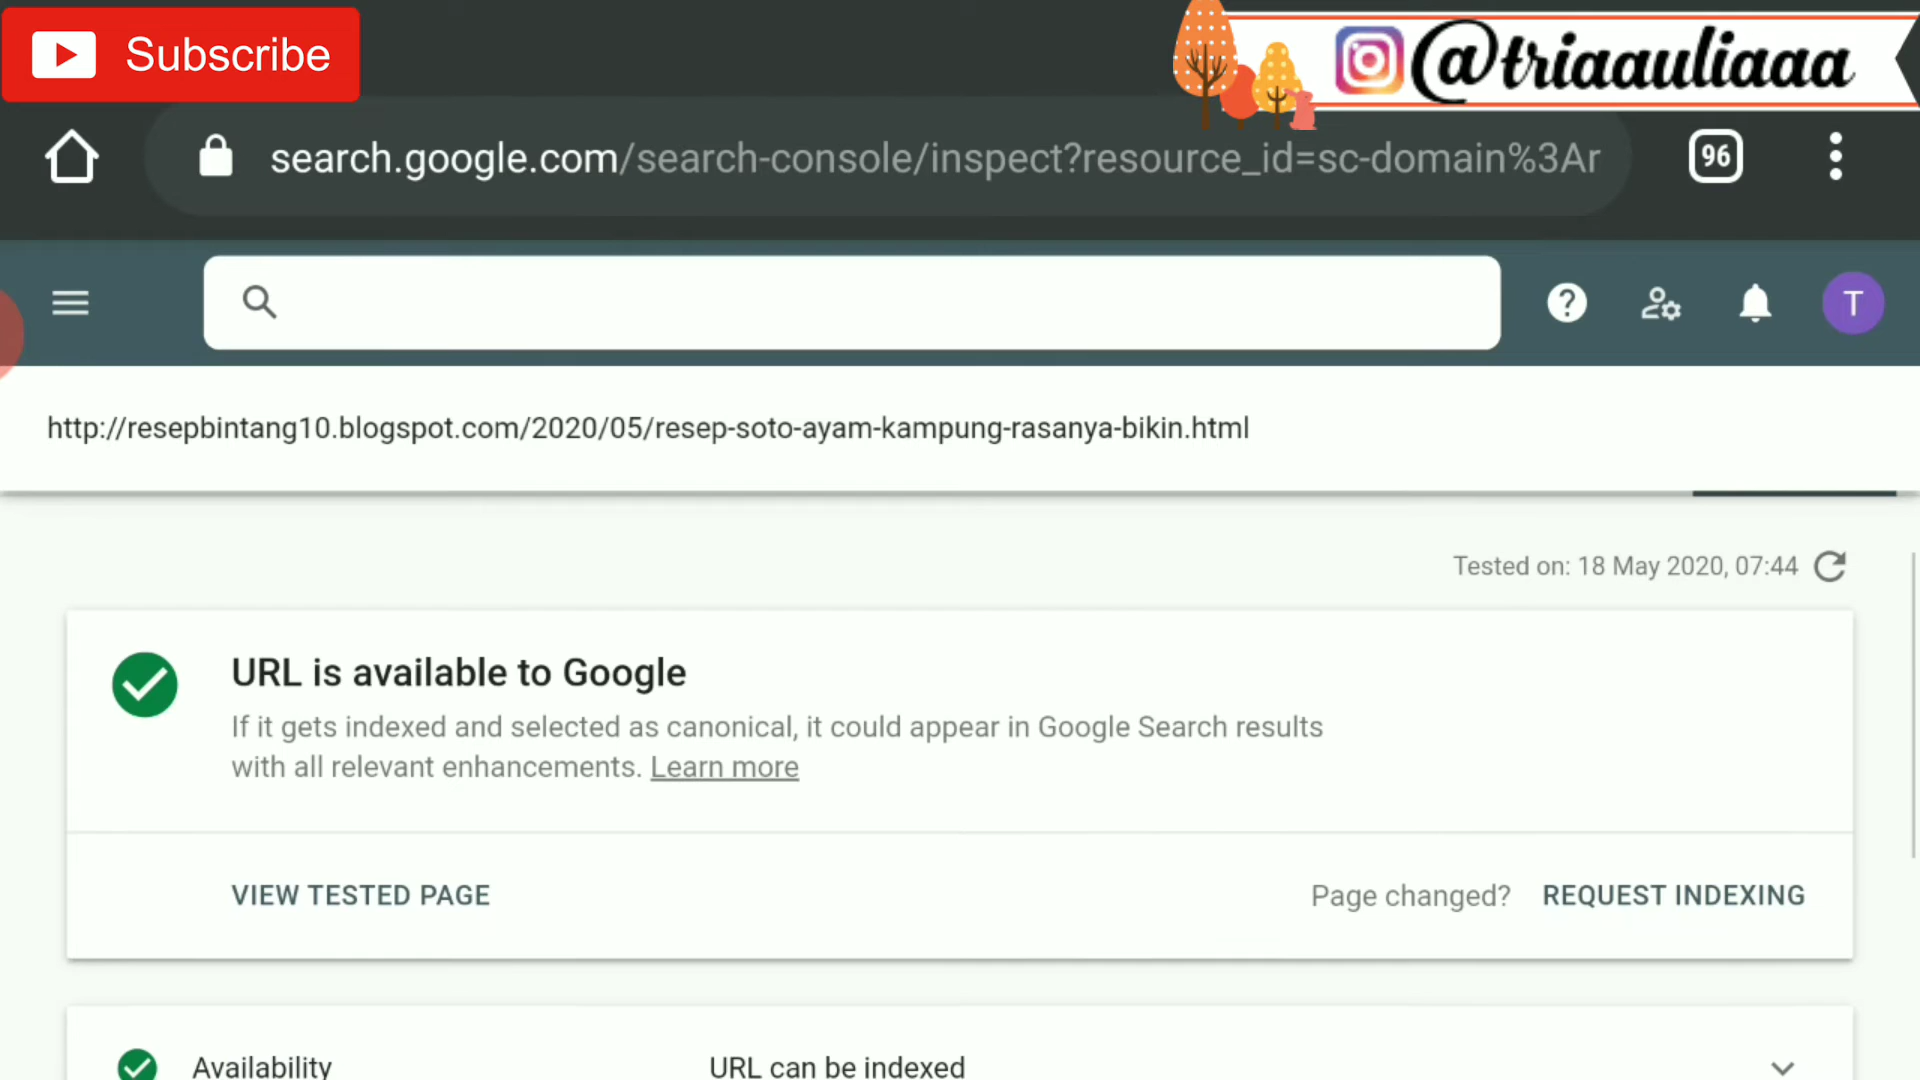 Subscribe
@triaauliaaa
search.google.com/search-console/inspect?resource_id=sc-domain%3Ar
96
T
http://resepbintang10.blogspot.com/2020/05/resep-soto-ayam-kampung-rasanya-bikin.html
Tested on: 18 May 2020, 07:44
URL is available to Google
If it gets indexed and selected as canonical, it could appear in Google Search results
with all relevant enhancements. Learn more
VIEW TESTED PAGE
Page changed? REQUEST INDEXING
Availability
URL can be indexed